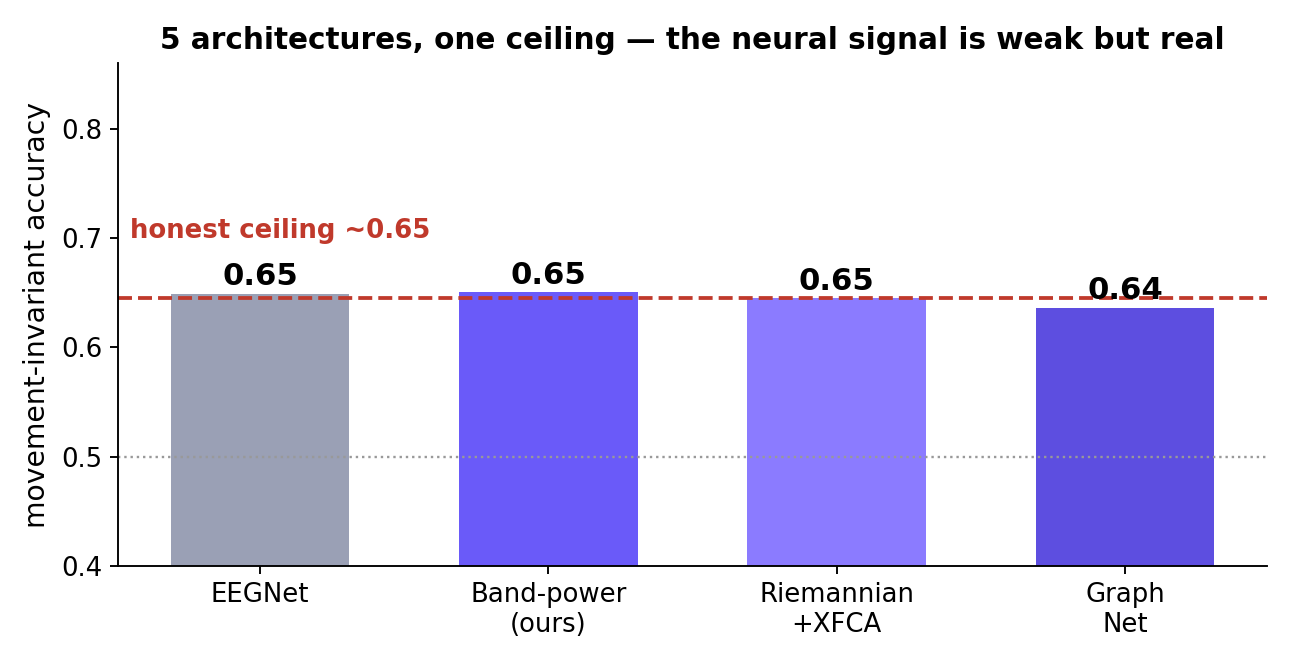 5 architectures, one ceiling — the neural signal is weak but real
movement-invariant accuracy
0.8
0.7
0.6
0.5
0.4
honest ceiling ~0.65
0.65
0.65
0.65
0.64
EEGNet
Band-power
(ours)
Riemannian
+XFCA
Graph
Net